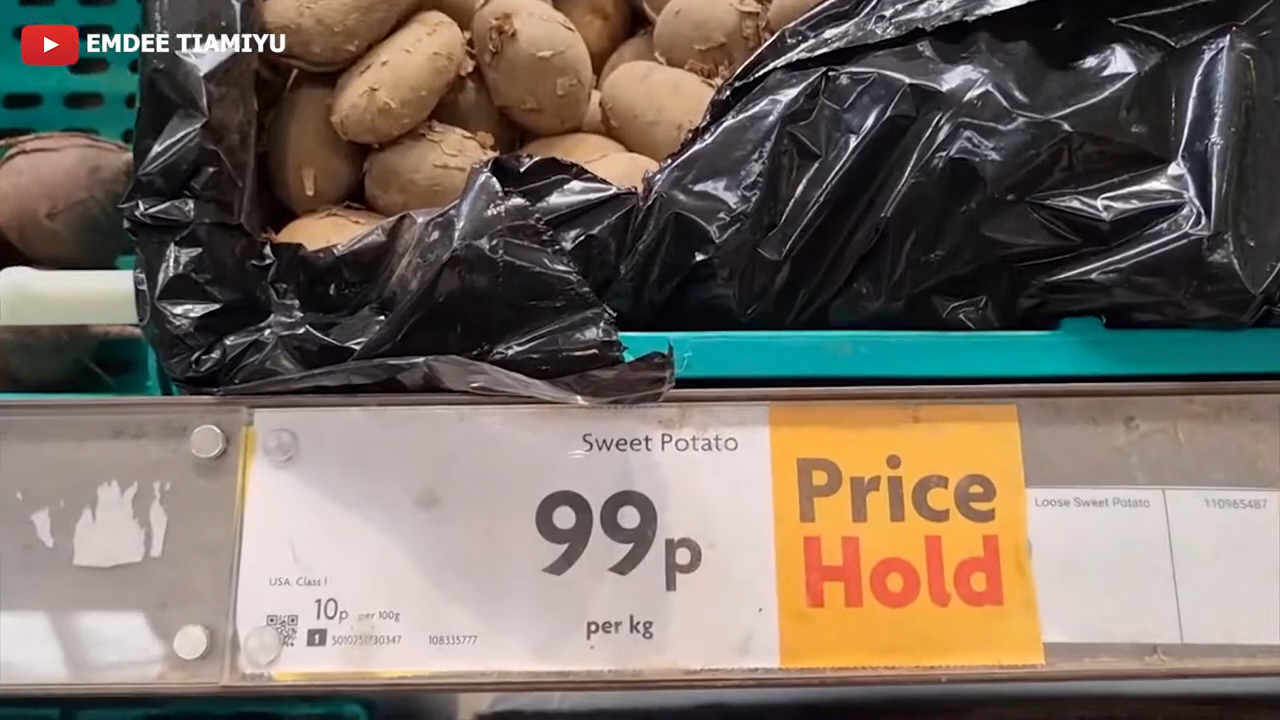 EMDEE TIAMIYU
Sweet Potato
99p
per kg
USA, Class I
10p per 100g
1
108335777
Price
Hold
Loose Sweet Potato
110965487